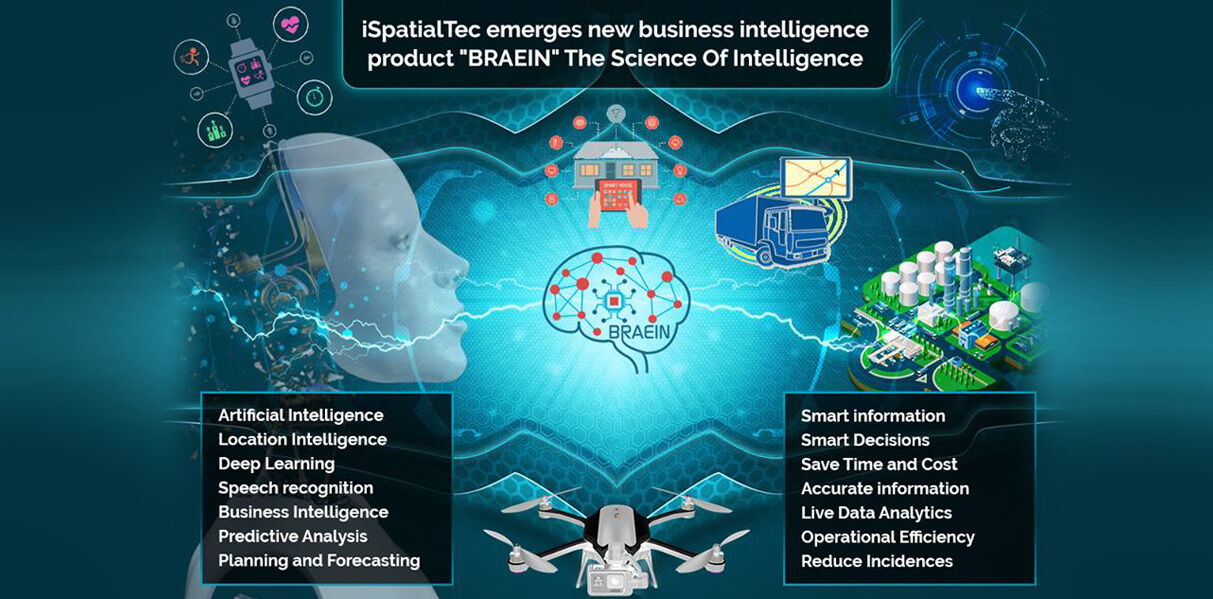 iSpatialTec emerges new business intelligence
product "BRAEIN" The Science Of Intelligence
SMART HOUSE
BRAEIN
Artificial Intelligence
Location Intelligence
Deep Learning
Speech recognition
Business Intelligence
Predictive Analysis
Planning and Forecasting
Smart information
Smart Decisions
Save Time and Cost
Accurate information
Live Data Analytics
Operational Efficiency
Reduce Incidences